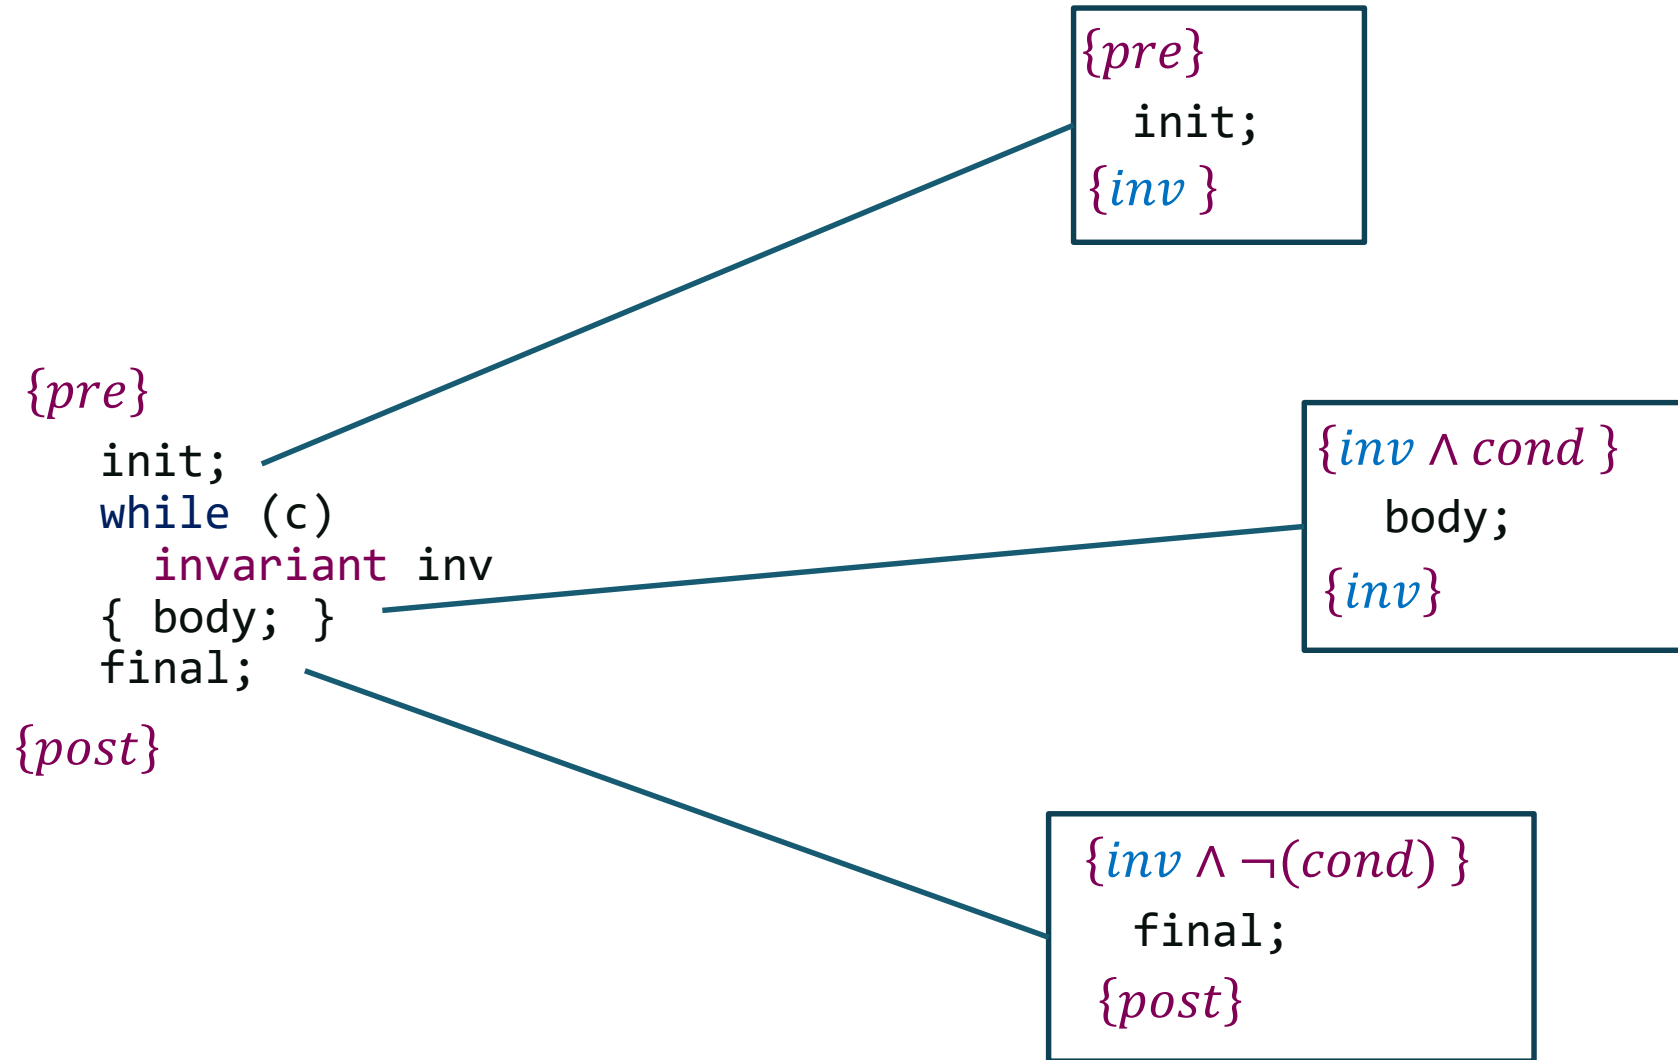 {pre}
init;
while (c)
invariant inv
{ body; }
final;
{post}
{pre}
init;
{inv }
{inv ∧ cond }
body;
{inv}
{inv ∧ ¬(cond) }
final;
{post}